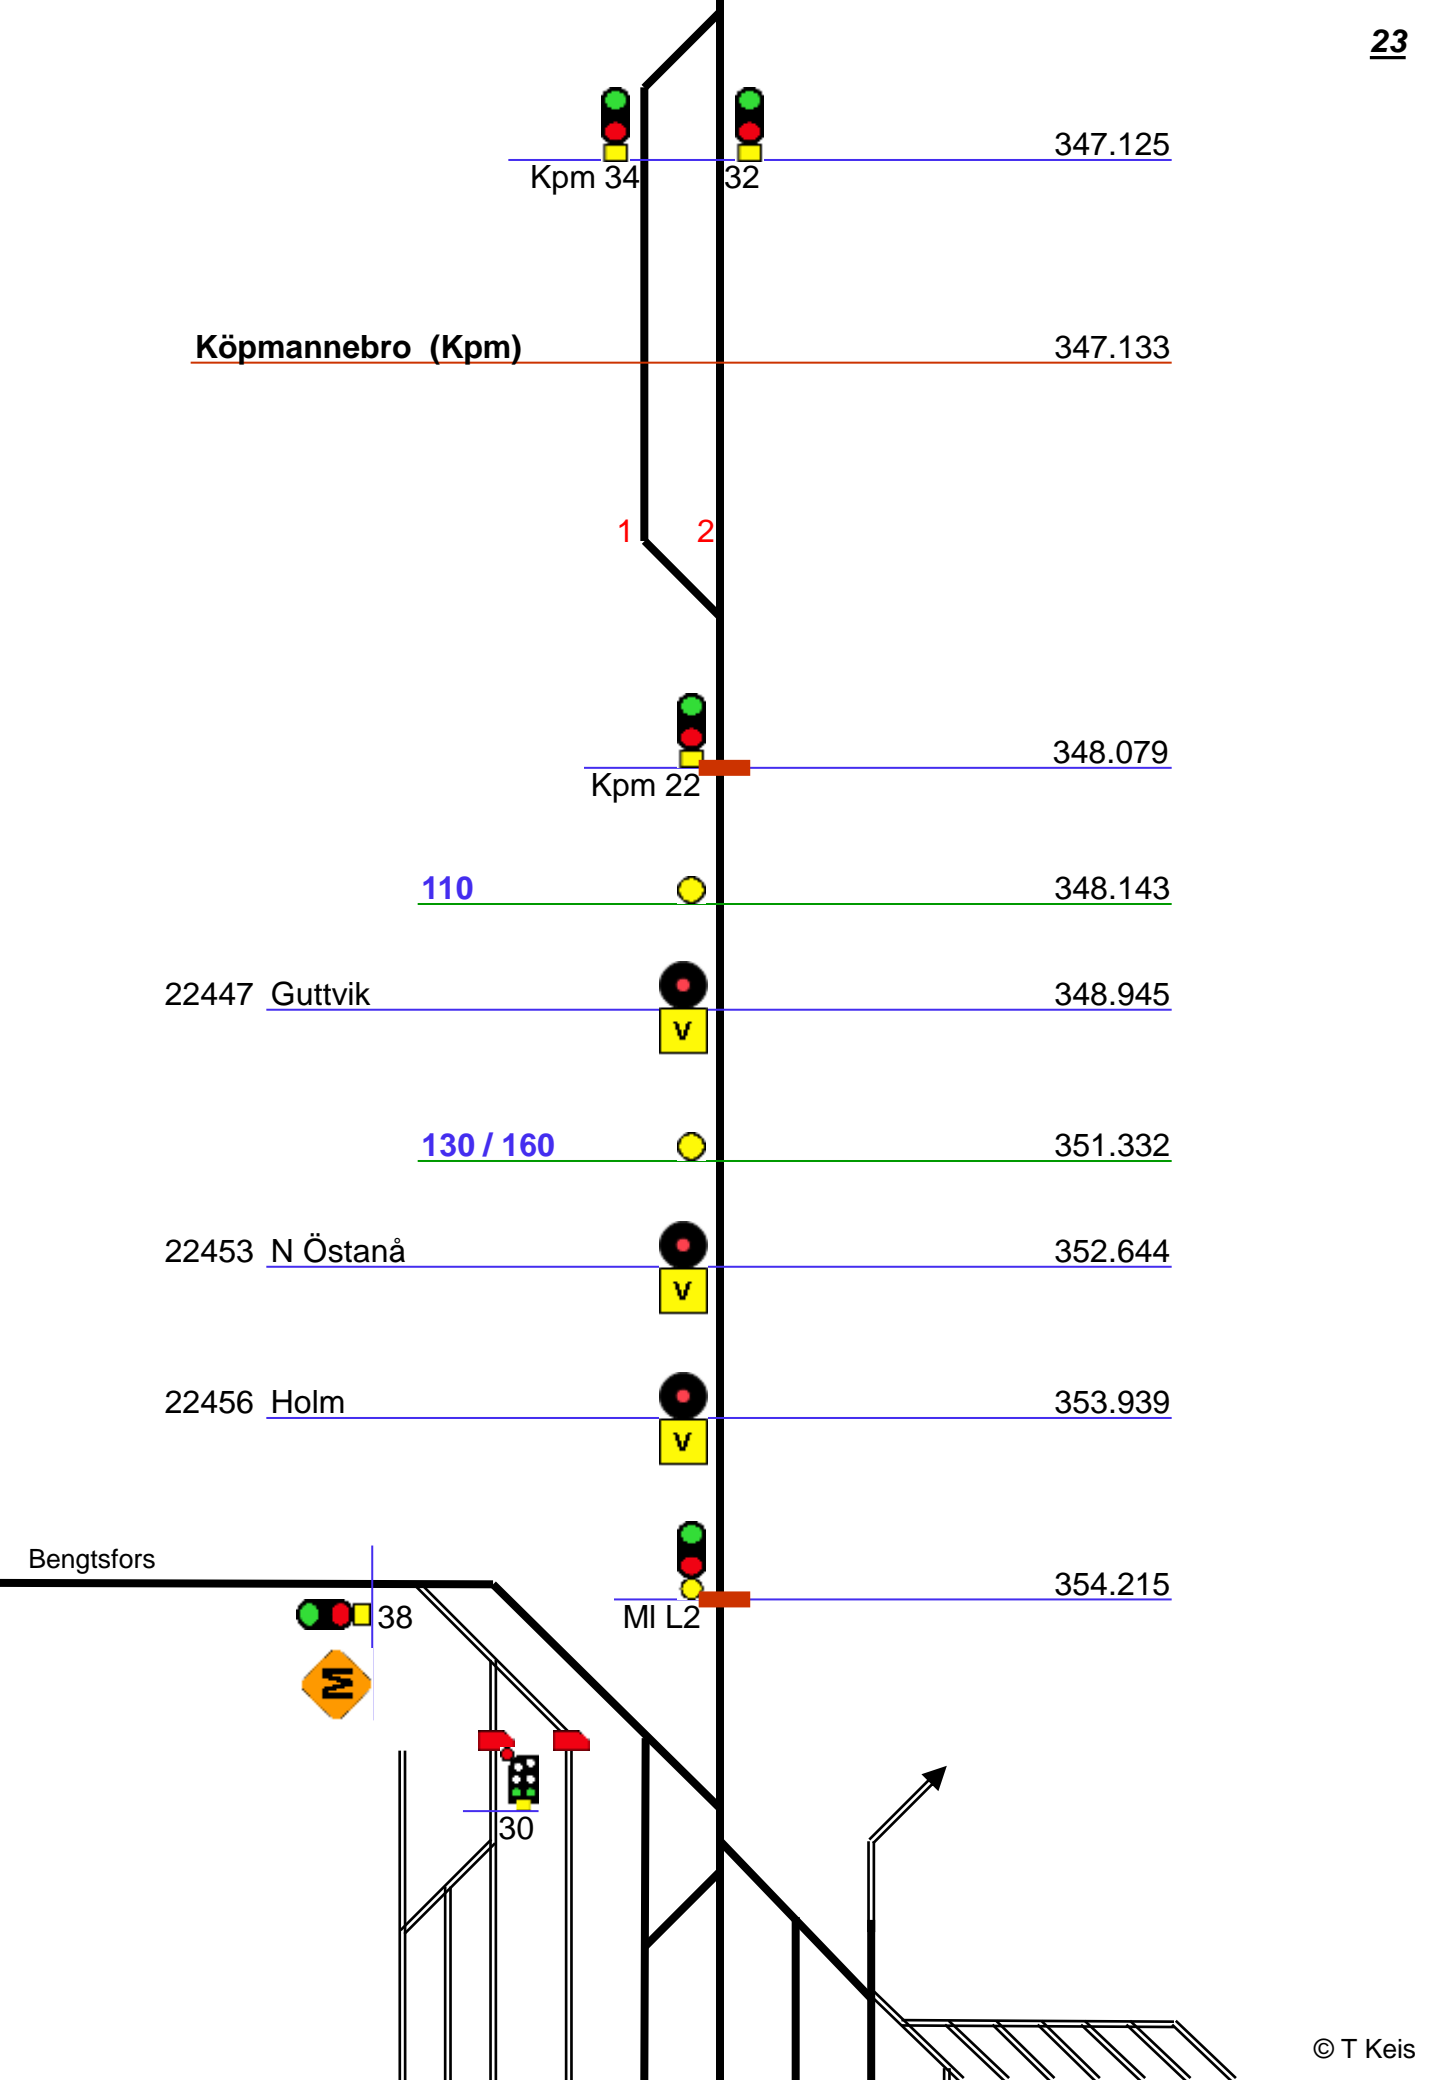 23
347.125
Kpm 34 32
Köpmannebro (Kpm) 347.133
1 2
348.079
Kpm 22
110 348.143
22447 Guttvik 348.945
V
130 / 160 351.332
22453 N Östanå 352.644
V
22456 Holm 353.939
V
Bengtsfors
354.215
38
Ml L2
M
30
© T Keis